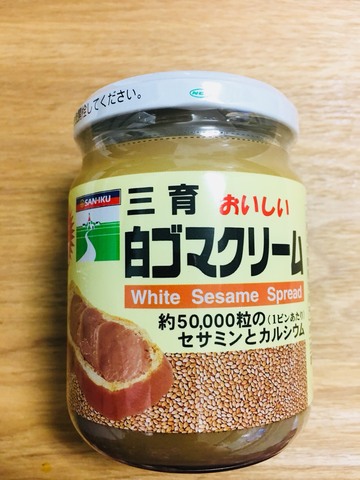 してください。
SAN-IKU
三育 おいしい
白ゴマクリーム
White Sesame Spread
約50,000粒の(1ビンあたり)
セサミンとカルシウム